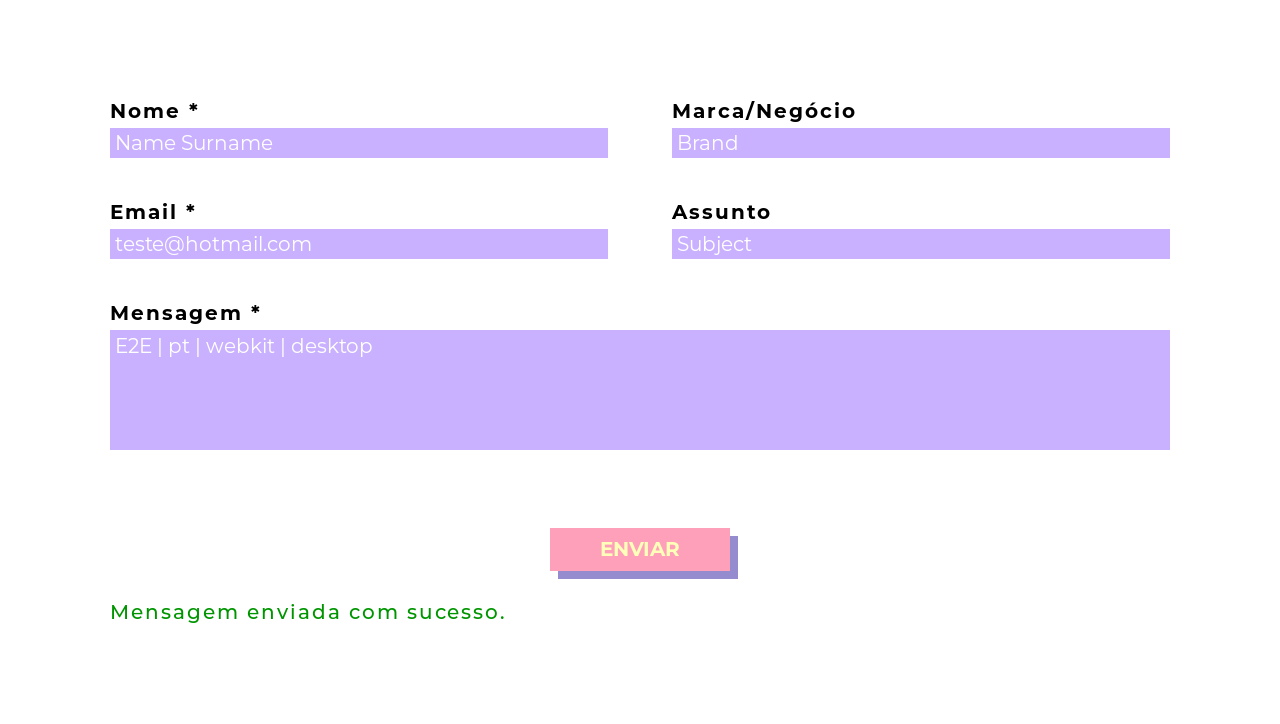 Nome *
Marca/Negócio
Name Surname
Brand
Email *
Assunto
teste@hotmail.com
Subject
Mensagem *
E2E | pt | webkit | desktop
ENVIAR
Mensagem enviada com sucesso.